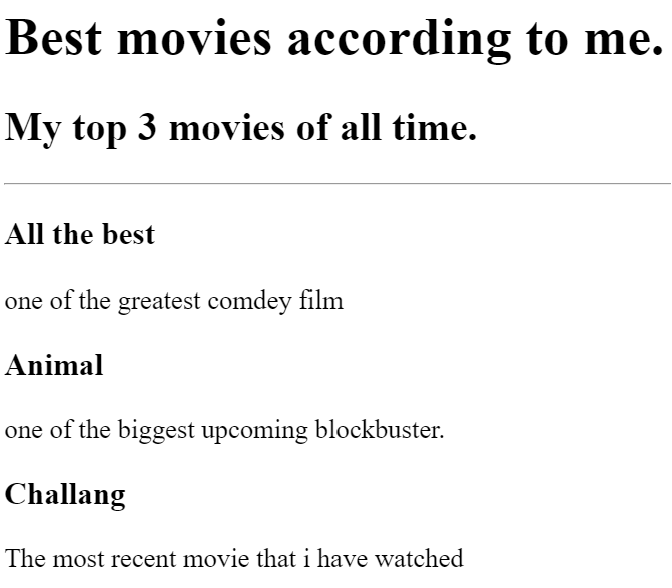 Best movies according to me.
My top 3 movies of all time.
All the best
one of the greatest comdey film
Animal
one of the biggest upcoming blockbuster.
Challang
The most recent movie that i have watched